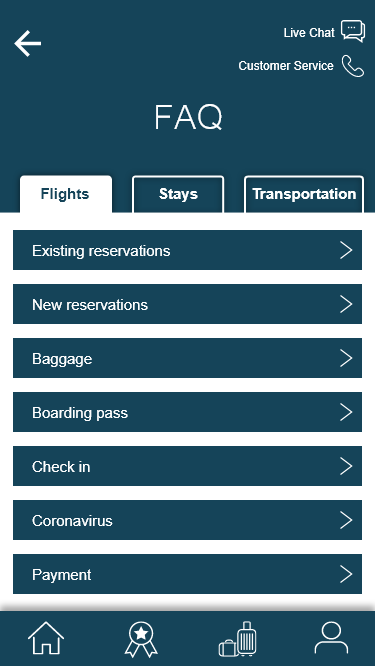 Live Chat
Customer Service
FAQ
Flights Stays Transportation
Existing reservations
New reservations
Baggage
Boarding pass
Check in
Coronavirus
Payment